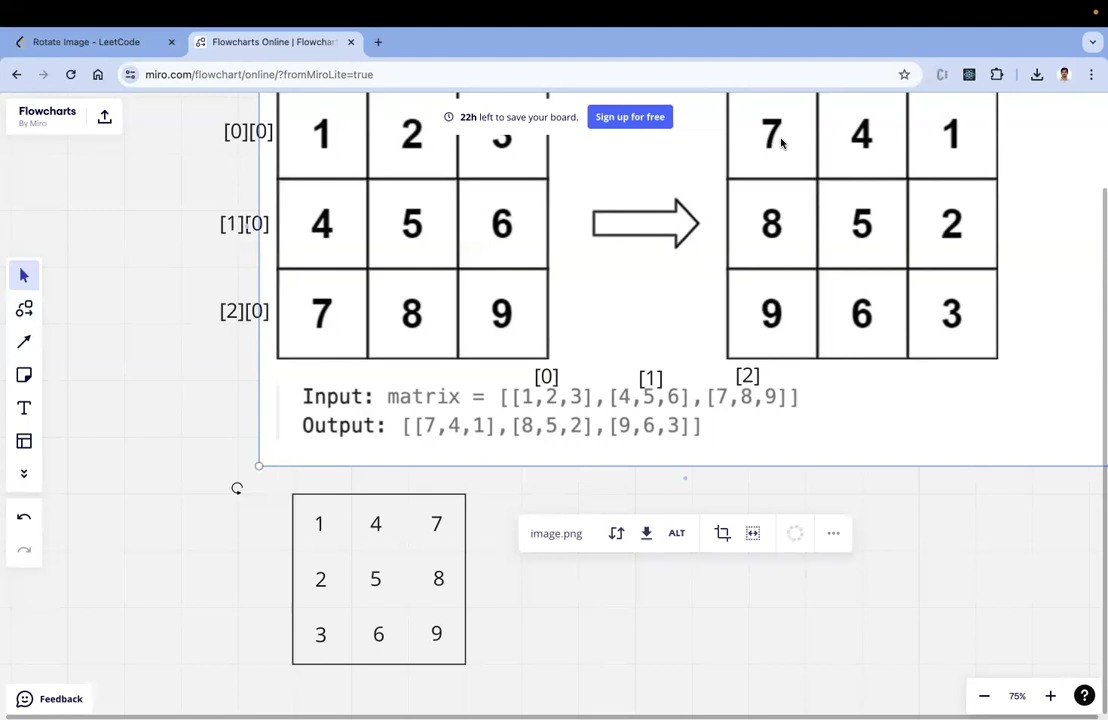 Rotate Image - LeetCode
Flowcharts Online | Flowchar
miro.com/flowchart/online/?fromMiroLite=true
Flowcharts
By Miro
22h left to save your board.
Sign up for free
[0][0] 1 2 3 7 4 1
[1][0] 4 5 6 8 5 2
[2][0] 7 8 9 9 6 3
[0] [1] [2]
Input: matrix = [[1,2,3],[4,5,6],[7,8,9]]
Output: [[7,4,1],[8,5,2],[9,6,3]]
1 4 7
2 5 8
3 6 9
image.png
ALT
Feedback
75%